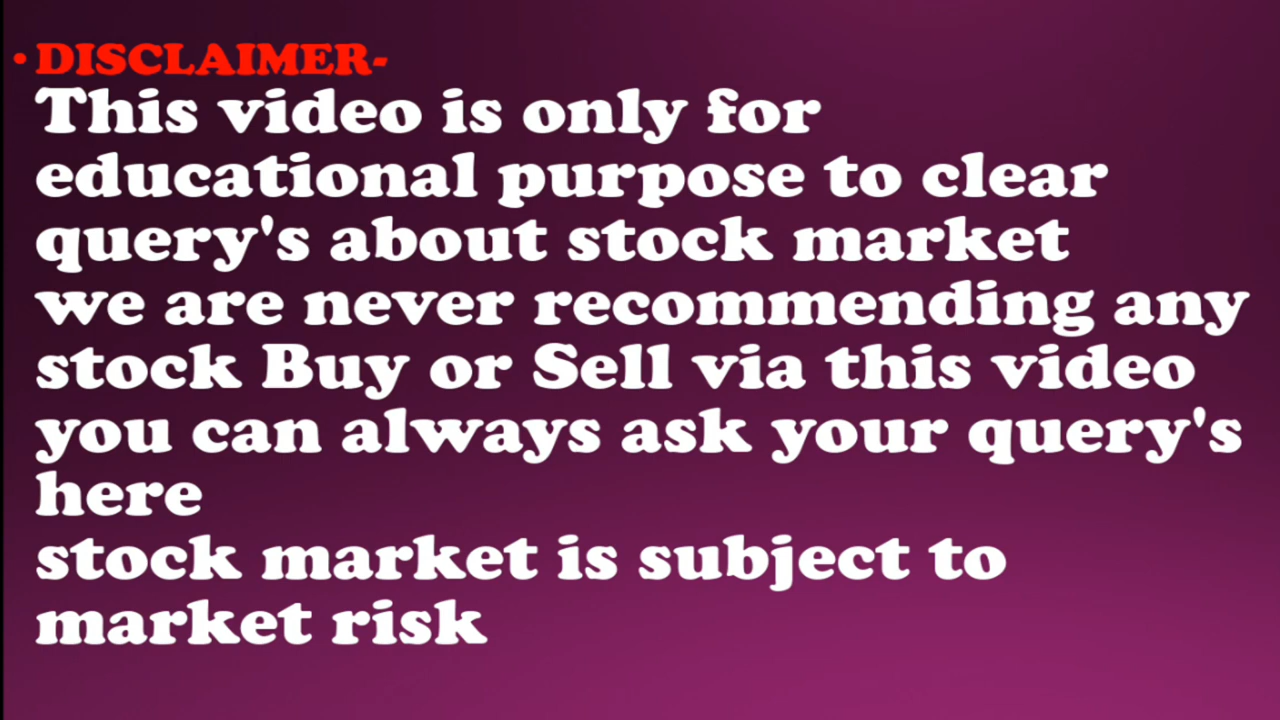 • DISCLAIMER-
This video is only for
educational purpose to clear
query's about stock market
we are never recommending any
stock Buy or Sell via this video
you can always ask your query's
here
stock market is subject to
market risk